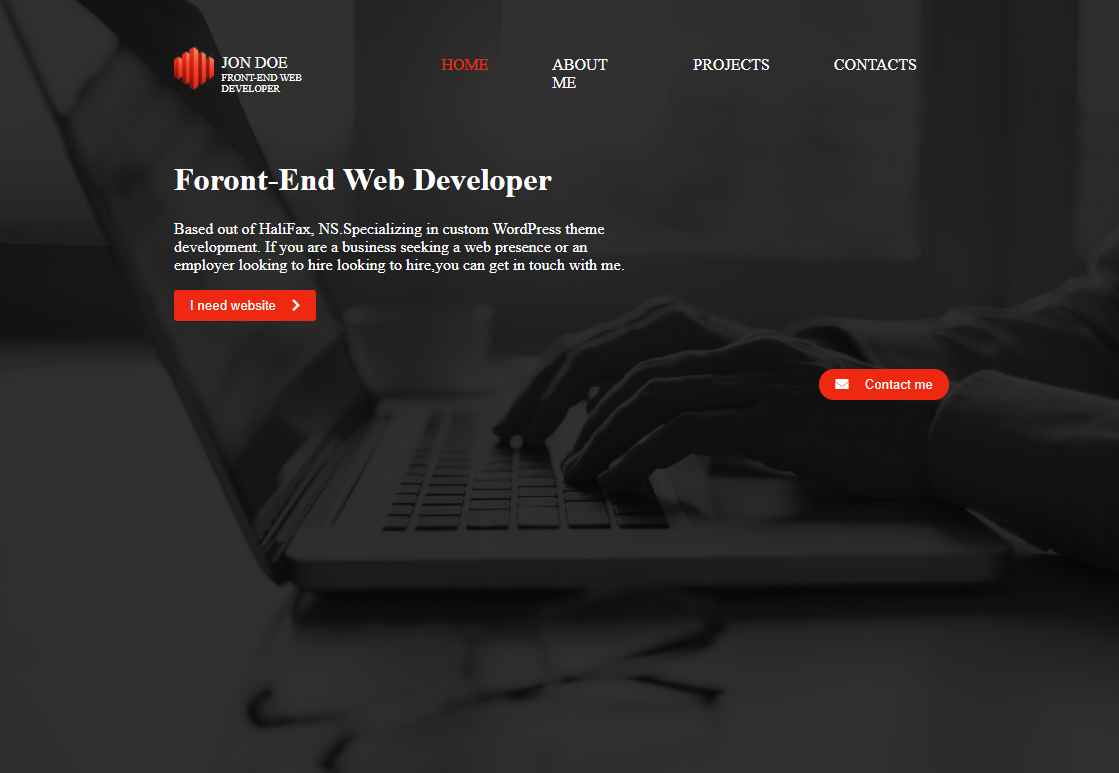 JON DOE
FRONT-END WEB
DEVELOPER
HOME
ABOUT
ME
PROJECTS
CONTACTS
Foront-End Web Developer
Based out of HaliFax, NS.Specializing in custom WordPress theme
development. If you are a business seeking a web presence or an
employer looking to hire looking to hire,you can get in touch with me.
I need website
Contact me